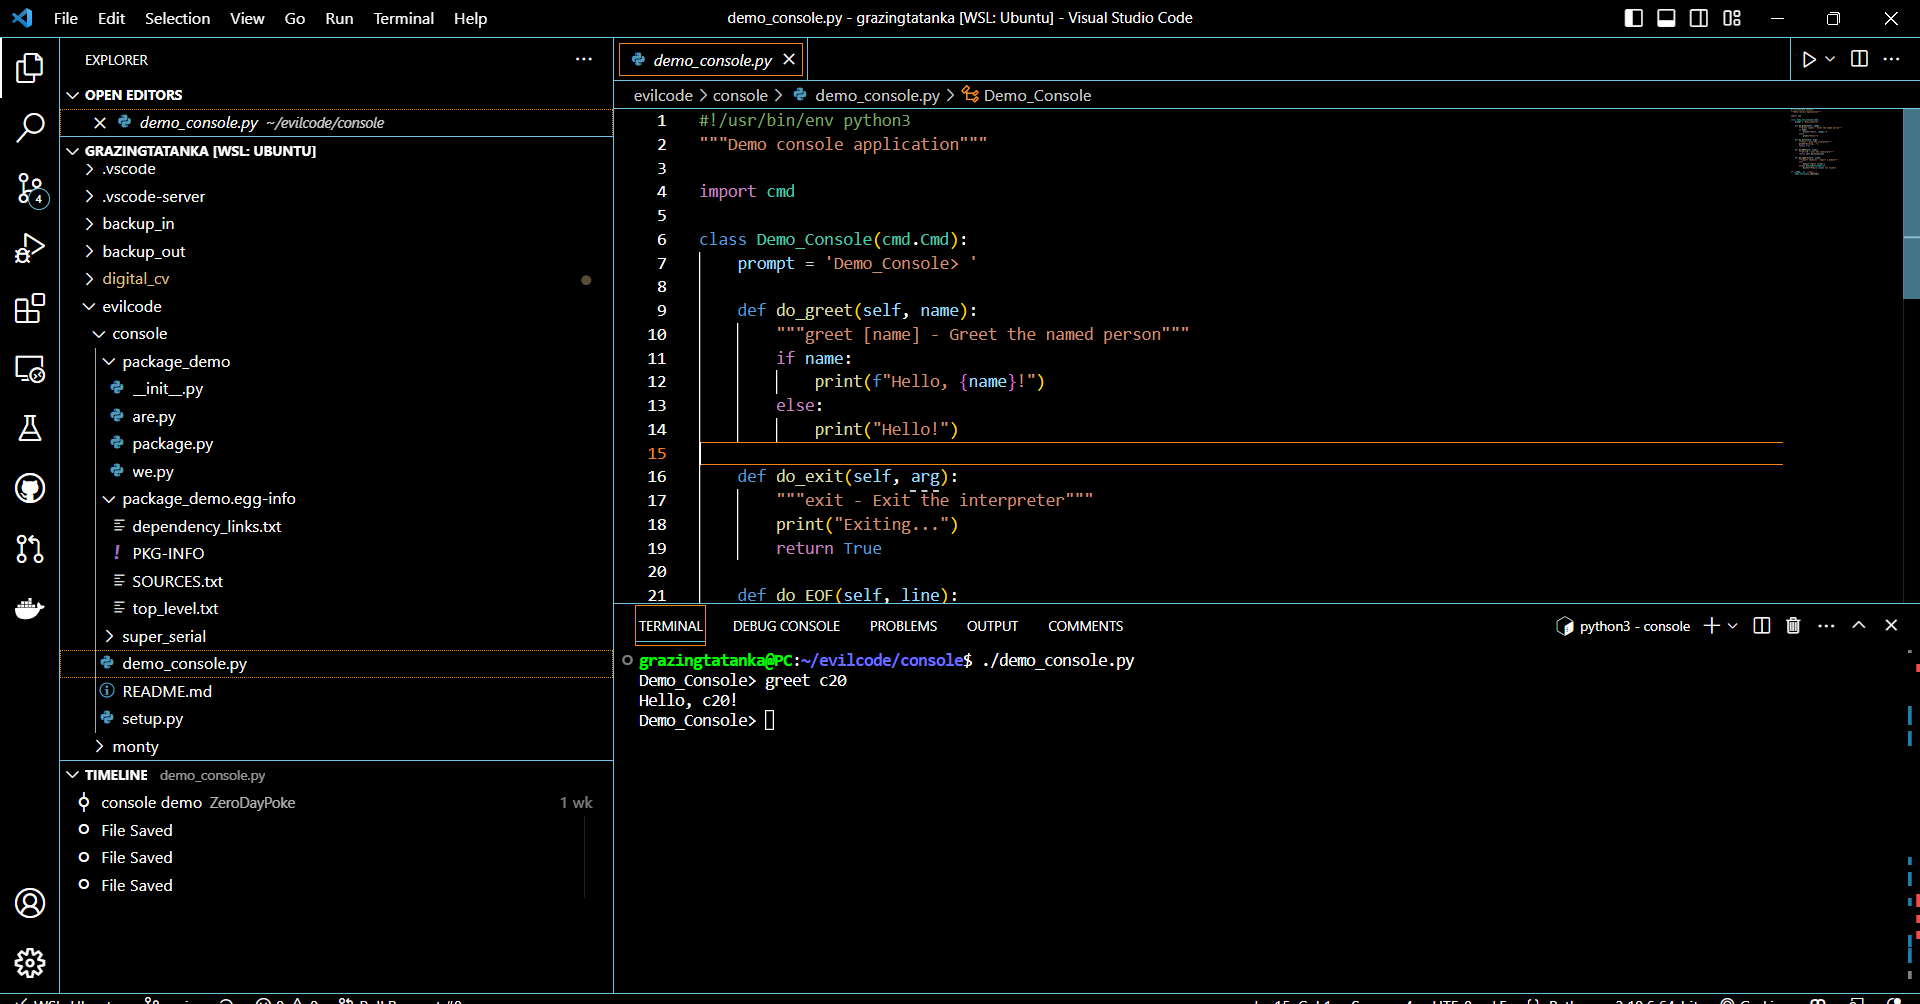 File Edit Selection View Go Run Terminal Help
demo_console.py - grazingtatanka [WSL: Ubuntu] - Visual Studio Code
EXPLORER
OPEN EDITORS
demo_console.py ~/evilcode/console
GRAZINGTATANKA [WSL: UBUNTU]
.vscode
.vscode-server
4
backup_in
backup_out
digital_cv
evilcode
console
package_demo
__init__.py
are.py
package.py
we.py
package_demo.egg-info
dependency_links.txt
! PKG-INFO
SOURCES.txt
top_level.txt
super_serial
demo_console.py
README.md
setup.py
monty
TIMELINE demo_console.py
console demo ZeroDayPoke 1 wk
File Saved
File Saved
File Saved
demo_console.py
evilcode > console > demo_console.py > Demo_Console
1 #!/usr/bin/env python3
2 """Demo console application"""
3
4 import cmd
5
6 class Demo_Console(cmd.Cmd):
7 prompt = 'Demo_Console> '
8
9 def do_greet(self, name):
10 """greet [name] - Greet the named person"""
11 if name:
12 print(f"Hello, {name}!")
13 else:
14 print("Hello!")
15
16 def do_exit(self, arg):
17 """exit - Exit the interpreter"""
18 print("Exiting...")
19 return True
20
21 def do_EOF(self, line):
TERMINAL DEBUG CONSOLE PROBLEMS OUTPUT COMMENTS
python3 - console
grazingtatanka@PC:~/evilcode/console$ ./demo_console.py
Demo_Console> greet c20
Hello, c20!
Demo_Console>